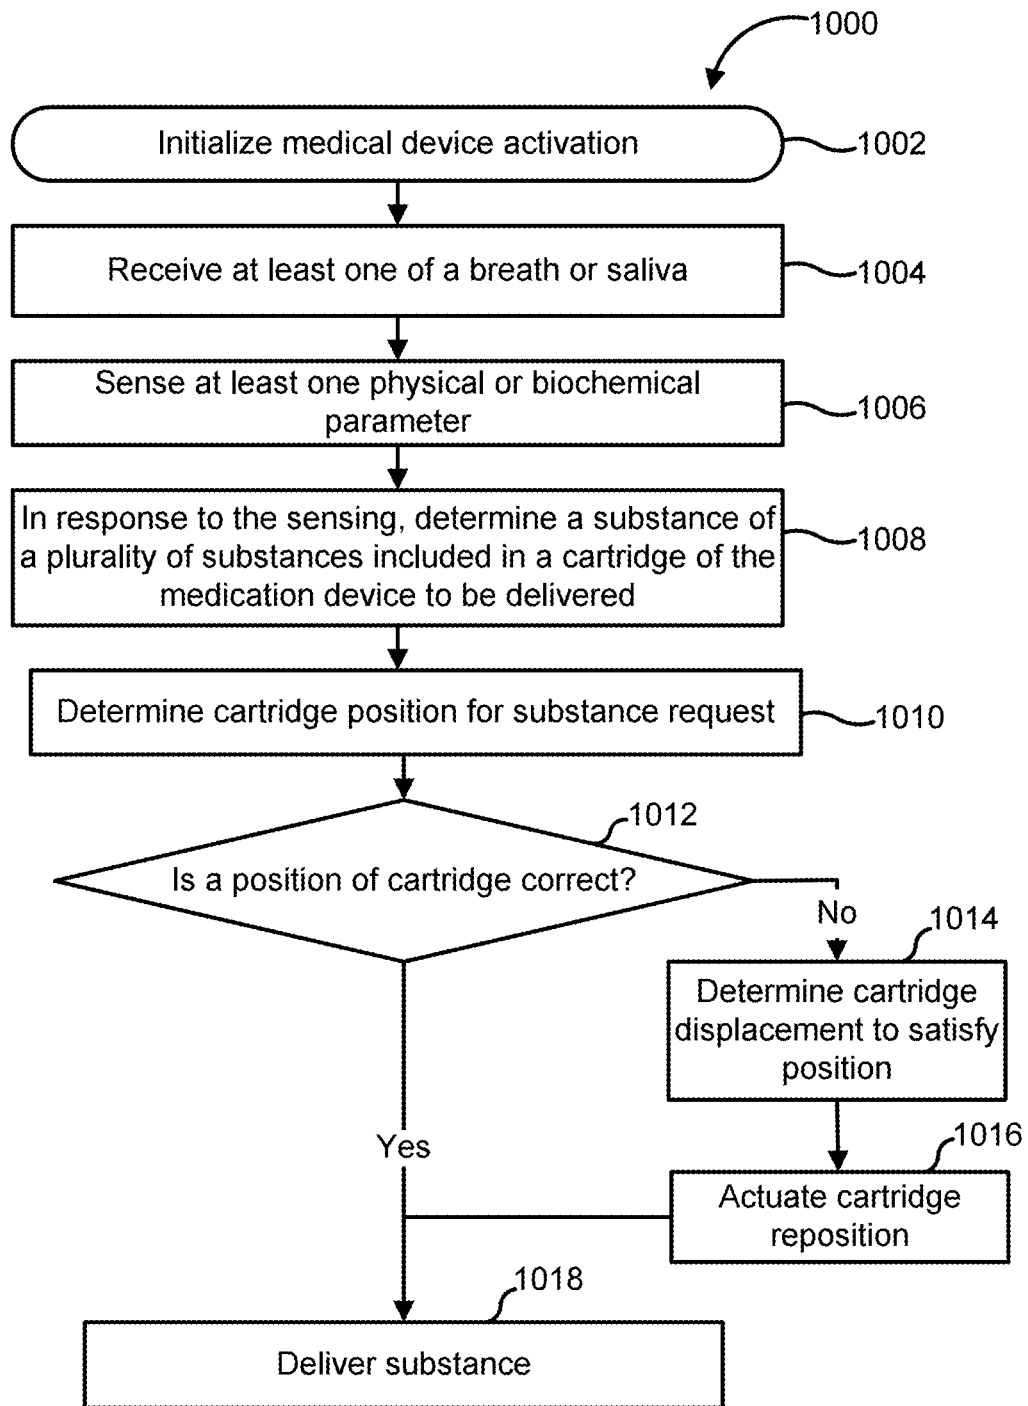 1000
Initialize medical device activation
1002
Receive at least one of a breath or saliva
1004
Sense at least one physical or biochemical
parameter
1006
In response to the sensing, determine a substance of
a plurality of substances included in a cartridge of the
medication device to be delivered
1008
Determine cartridge position for substance request
1010
1012
Is a position of cartridge correct?
No
1014
Determine cartridge
displacement to satisfy
position
Yes
1016
Actuate cartridge
reposition
1018
Deliver substance